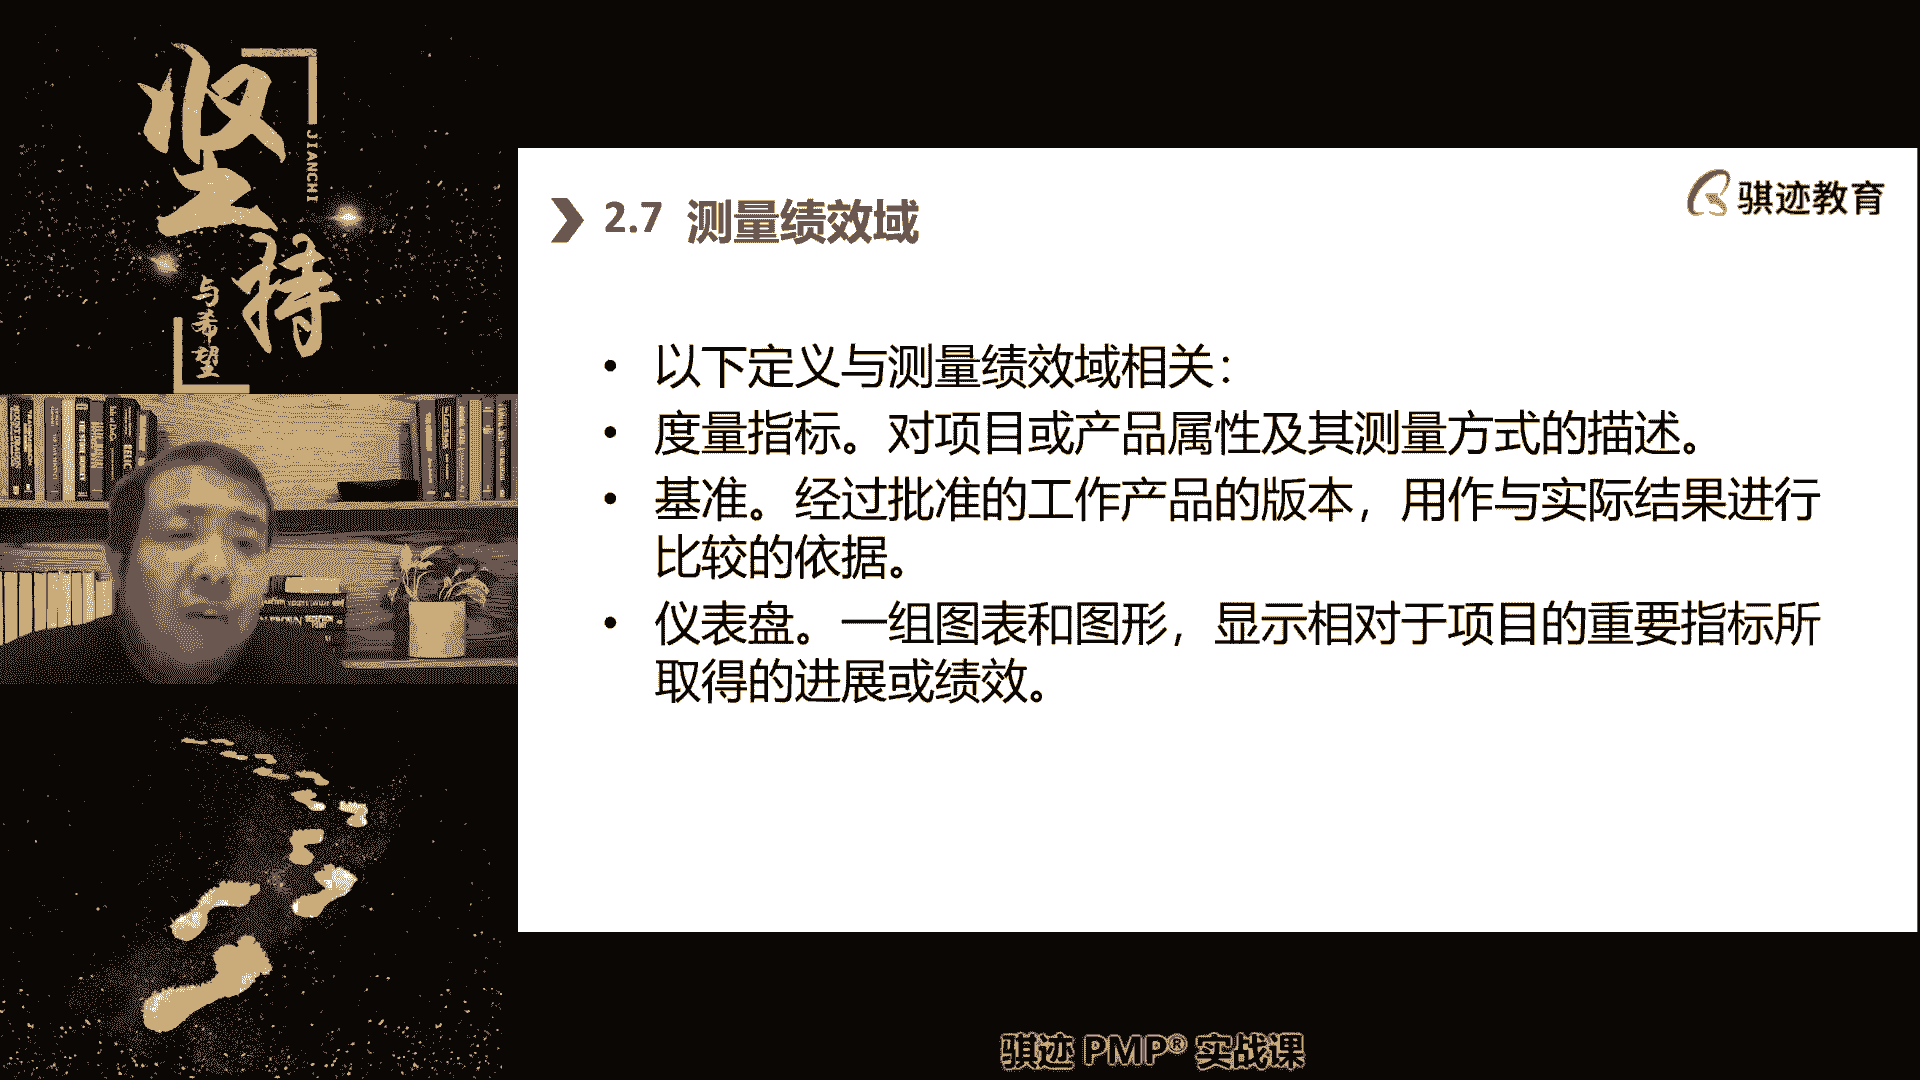 坚持
JIANCHI
与希望
2.7 测量绩效域
骐迹教育
• 以下定义与测量绩效域相关：
• 度量指标。对项目或产品属性及其测量方式的描述。
• 基准。经过批准的工作产品的版本，用作与实际结果进行
比较的依据。
• 仪表盘。一组图表和图形，显示相对于项目的重要指标所
取得的进展或绩效。
骐迹 PMP® 实战课